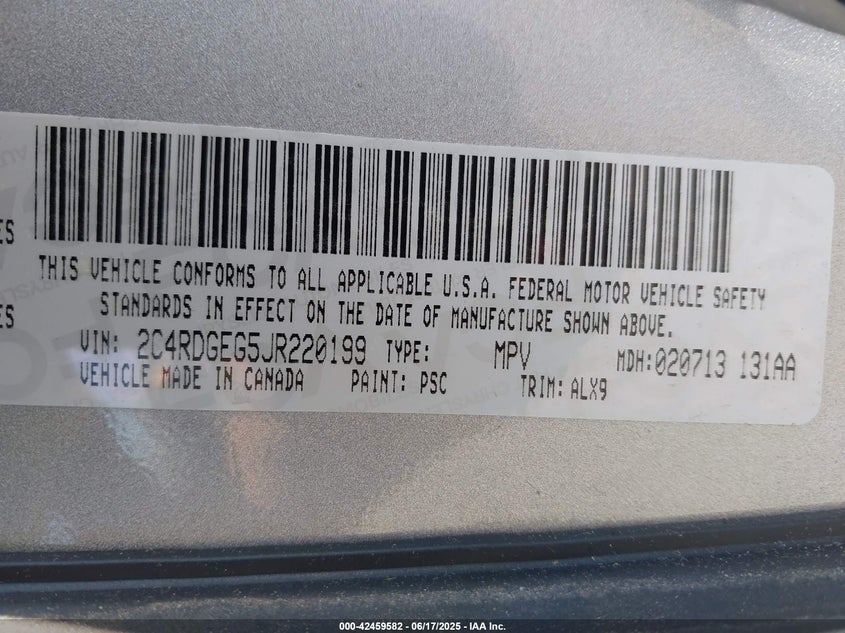 ES
ES
THIS VEHICLE CONFORMS TO ALL APPLICABLE U.S.A. FEDERAL MOTOR VEHICLE SAFETY
STANDARDS IN EFFECT ON THE DATE OF MANUFACTURE SHOWN ABOVE.
VIN: 2C4RDGEG5JR220199 TYPE: MPV MDH:020713 131AA
VEHICLE MADE IN CANADA PAINT: PSC TRIM: ALX9
000-42459582 - 06/17/2025 - IAA Inc.